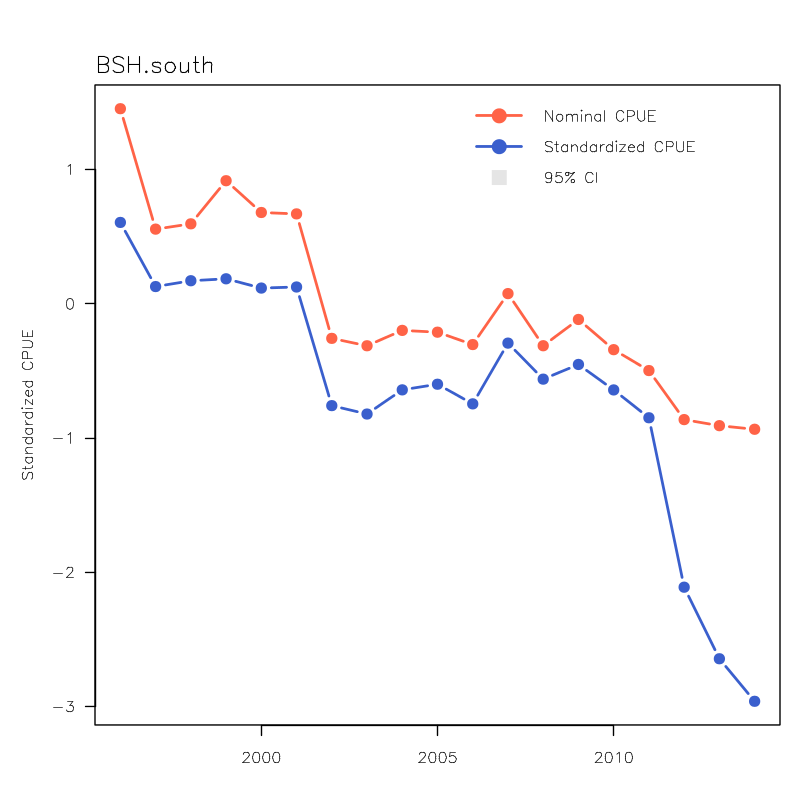 BSH.south
Nominal CPUE
Standardized CPUE
95% CI
Standardized CPUE
1
0
−1
−2
−3
2000
2005
2010